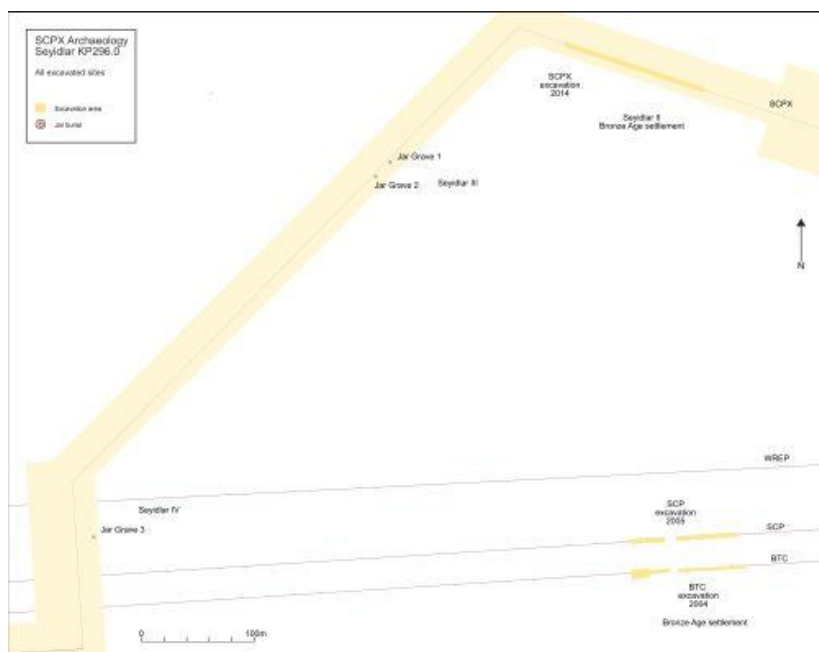 SCPX Archaeology
Seyidlar KP296.0
All excavated sites
Excavation area
Jar burial
SCPX
excavation
2014
SCPX
Seyidlar II
Bronze Age settlement
Jar Grave 1
Jar Grave 2
Seyidlar III
N
WREP
Seyidlar IV
Jar Grave 3
SCP
excavation
2005
SCP
BTC
BTC
excavation
2004
Bronze Age settlement
0
100m